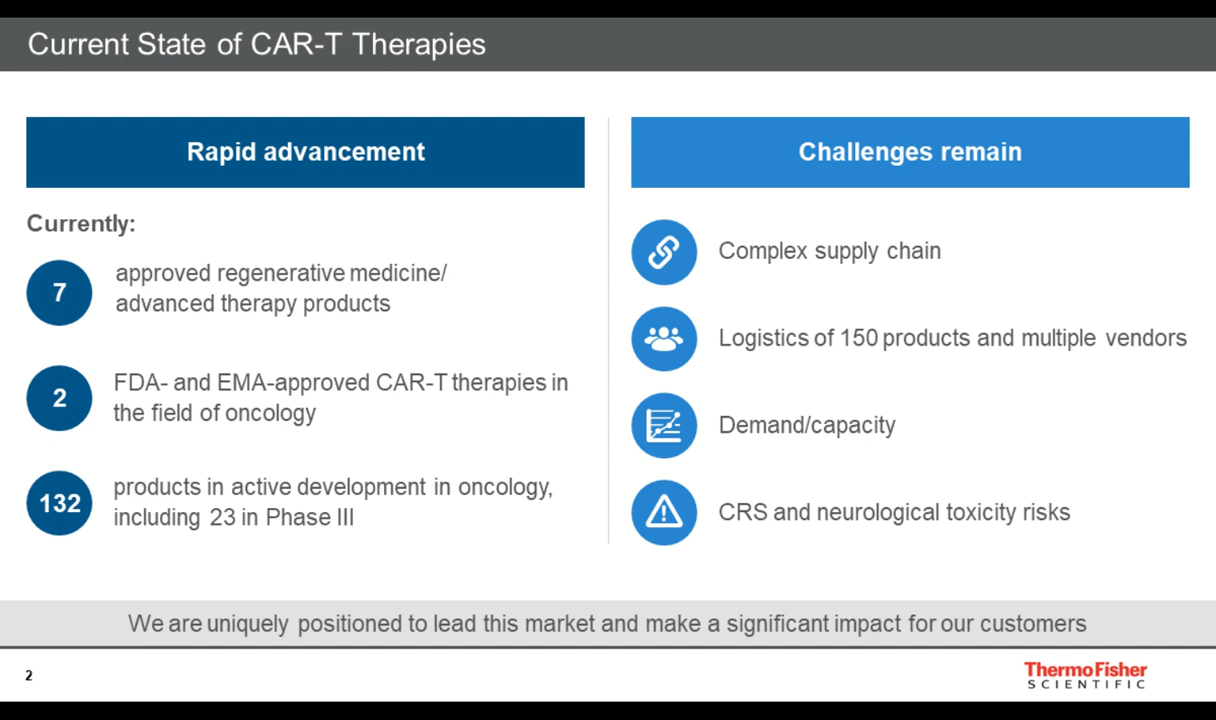 Current State of CAR-T Therapies
Rapid advancement
Currently:
7
approved regenerative medicine/
advanced therapy products
2
FDA- and EMA-approved CAR-T therapies in
the field of oncology
132
products in active development in oncology,
including 23 in Phase III
Challenges remain
Complex supply chain
Logistics of 150 products and multiple vendors
Demand/capacity
CRS and neurological toxicity risks
We are uniquely positioned to lead this market and make a significant impact for our customers
2
ThermoFisher
SCIENTIFIC